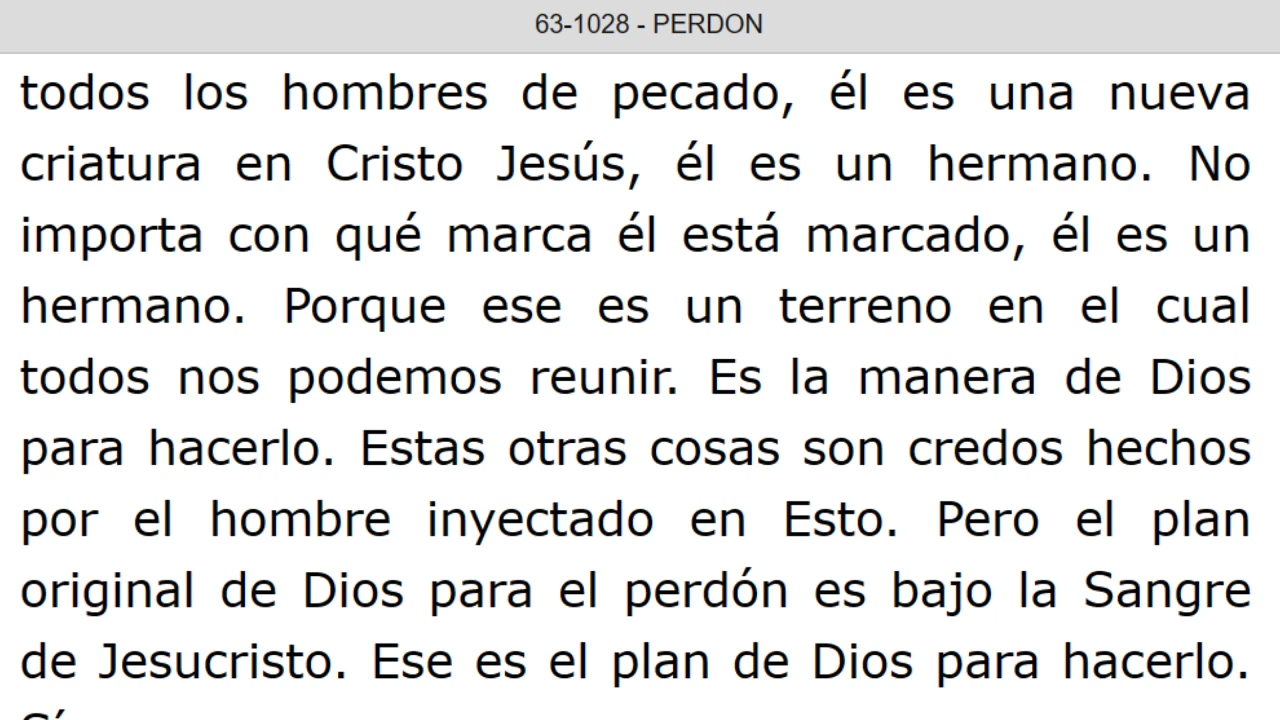 63-1028 - PERDON
todos los hombres de pecado, él es una nueva
criatura en Cristo Jesús, él es un hermano. No
importa con qué marca él está marcado, él es un
hermano. Porque ese es un terreno en el cual
todos nos podemos reunir. Es la manera de Dios
para hacerlo. Estas otras cosas son credos hechos
por el hombre inyectado en Esto. Pero el plan
original de Dios para el perdón es bajo la Sangre
de Jesucristo. Ese es el plan de Dios para hacerlo.